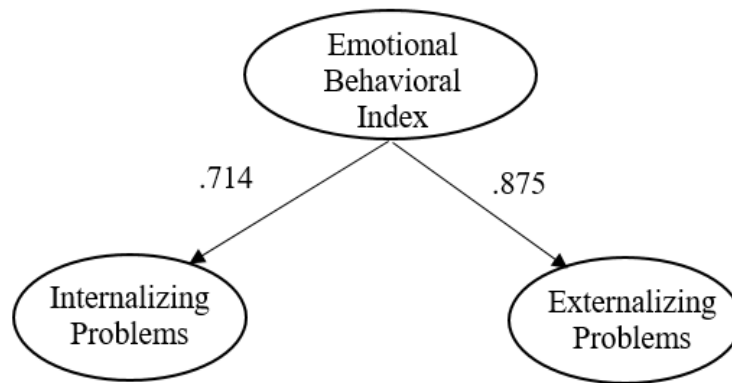 Emotional
Behavioral
Index
.714
.875
Internalizing
Problems
Externalizing
Problems